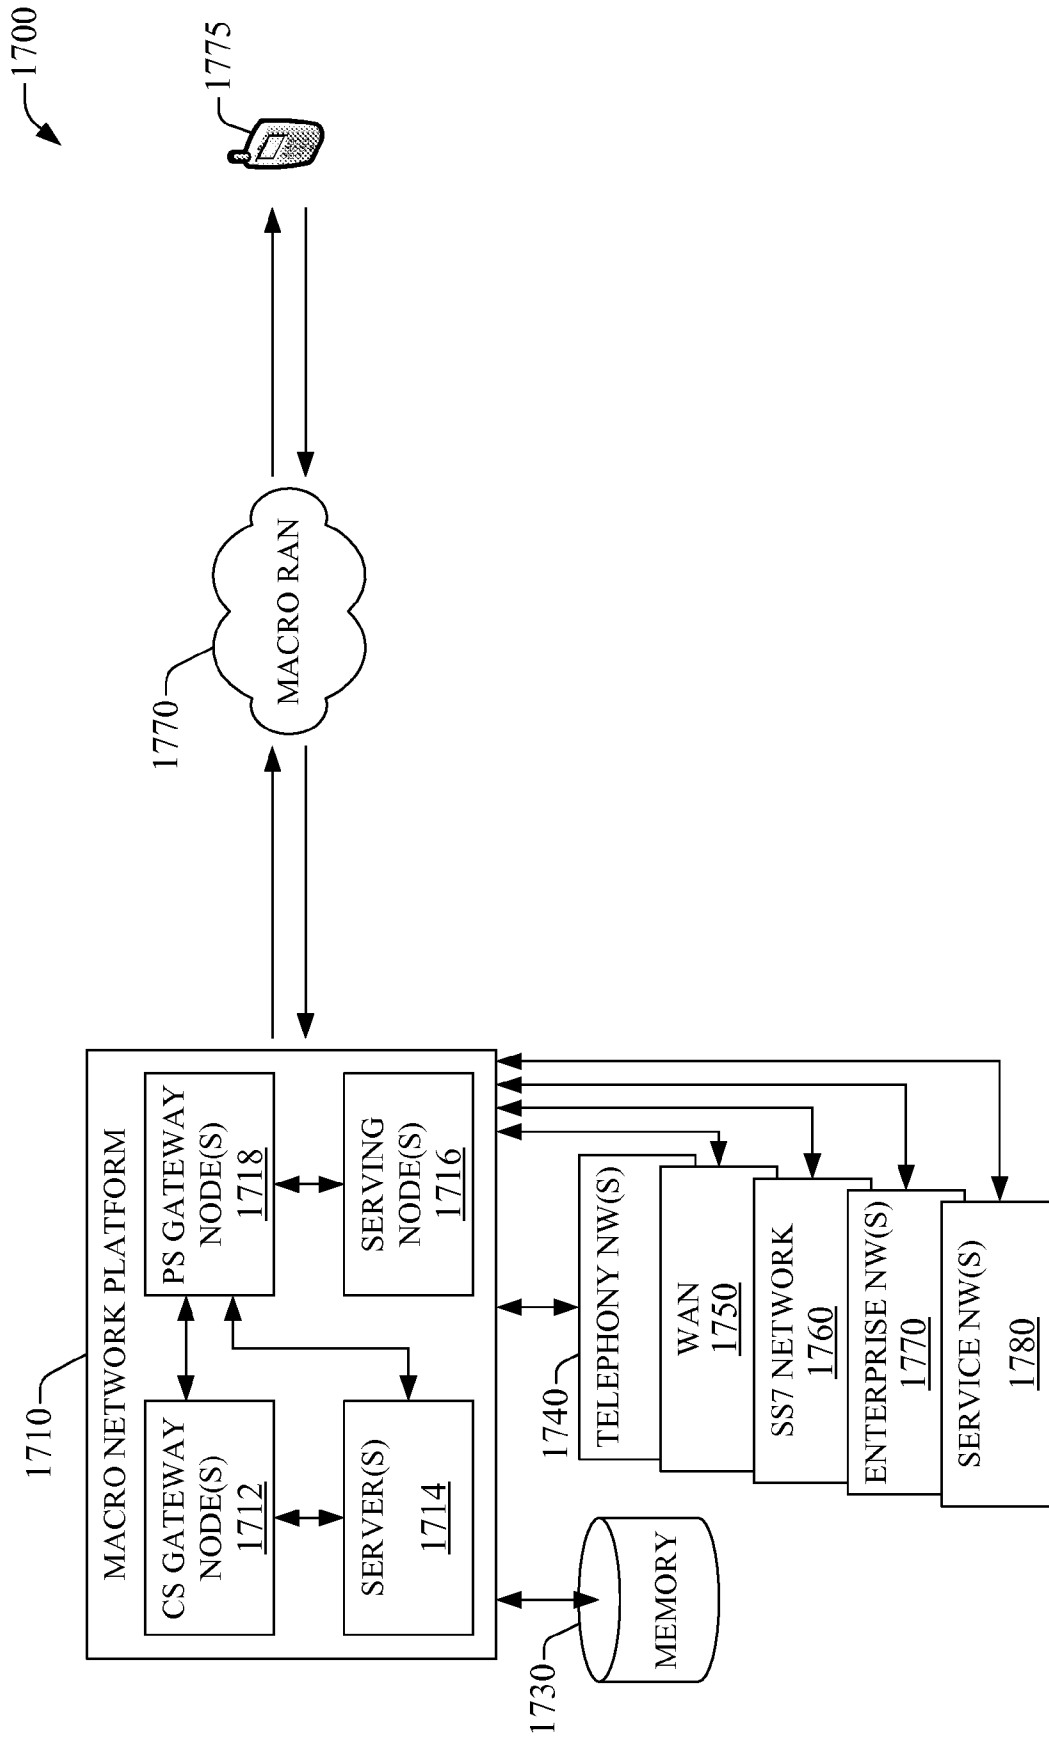 1700
1710
MACRO NETWORK PLATFORM
CS GATEWAY
NODE(S)
1712
PS GATEWAY
NODE(S)
1718
SERVER(S)
1714
SERVING
NODE(S)
1716
1770
MACRO RAN
1775
1730
MEMORY
1740
TELEPHONY NW(S)
WAN
1750
SS7 NETWORK
1760
ENTERPRISE NW(S)
1770
SERVICE NW(S)
1780